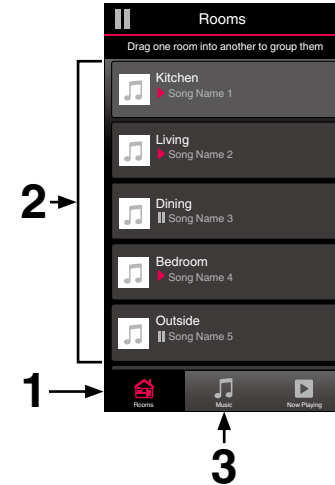 Rooms
Drag one room into another to group them
Kitchen
Song Name 1
Living
Song Name 2
2
Dining
Song Name 3
Bedroom
Song Name 4
Outside
Song Name 5
1
Rooms
Music
Now Playing
3